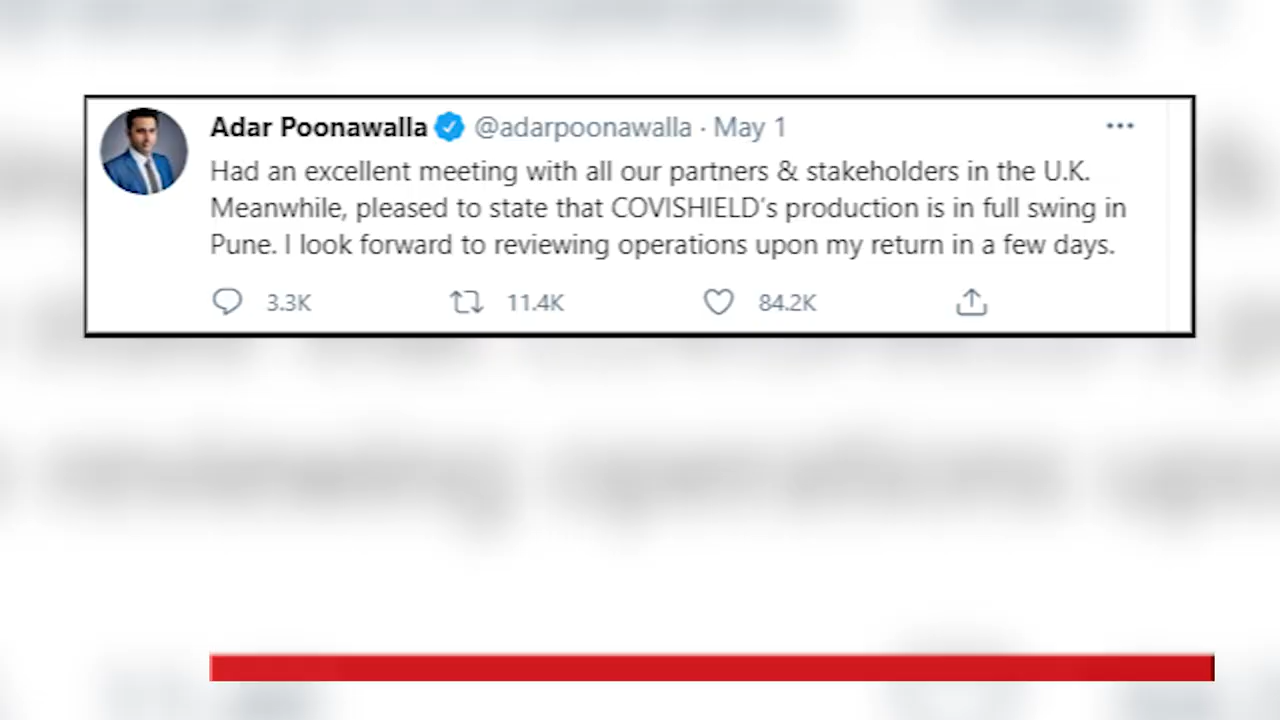 Adar Poonawalla @adarpoonawalla · May 1
Had an excellent meeting with all our partners & stakeholders in the U.K.
Meanwhile, pleased to state that COVISHIELD's production is in full swing in
Pune. I look forward to reviewing operations upon my return in a few days.
3.3K 11.4K 84.2K